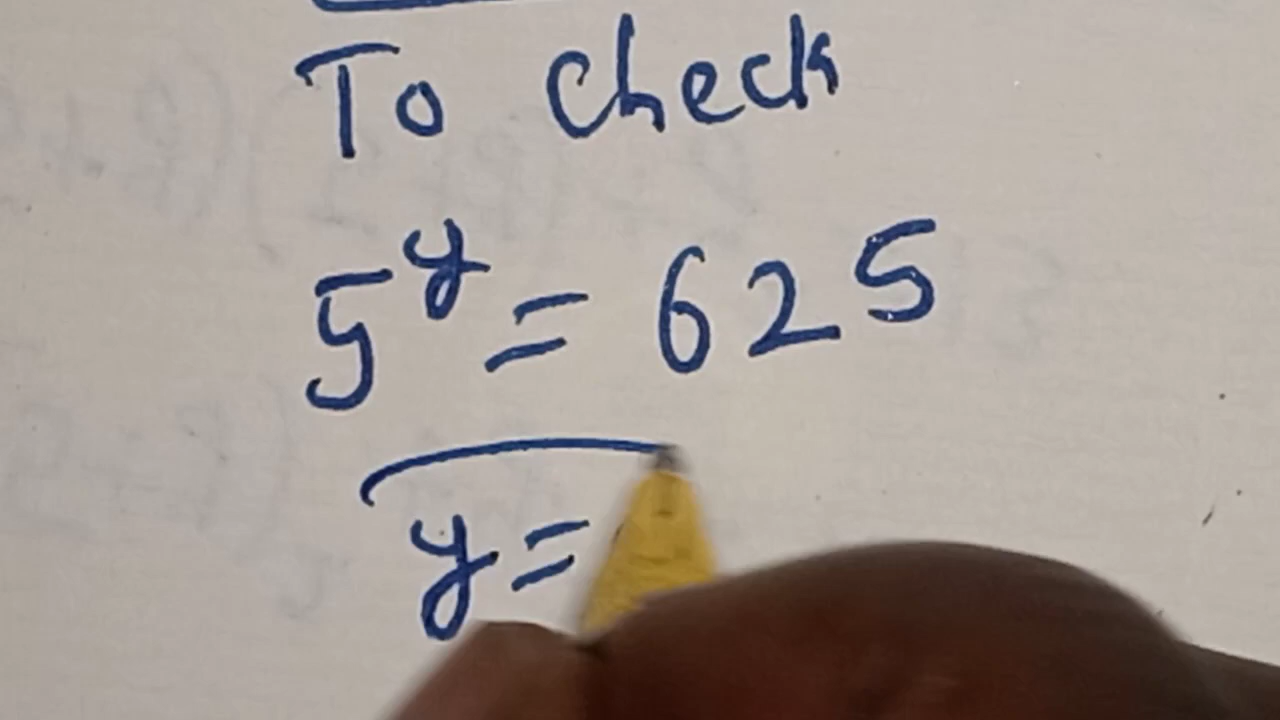 To check
5^y = 625
y =